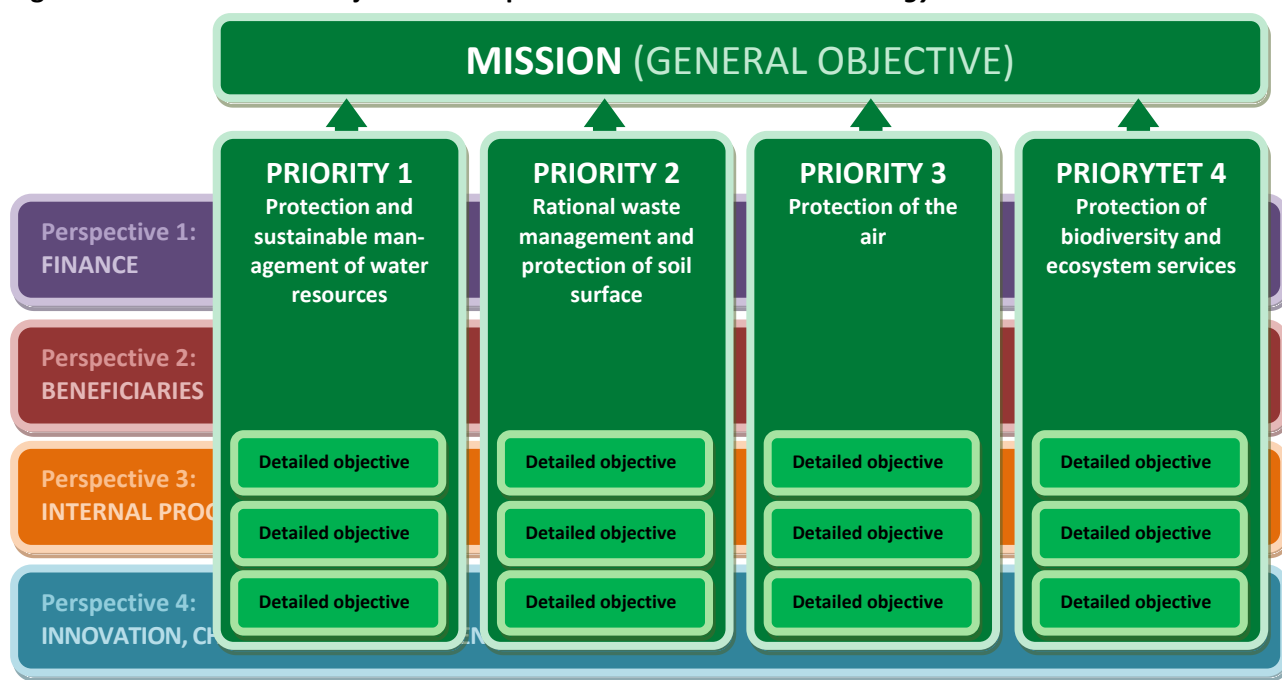 MISSION (GENERAL OBJECTIVE)
PRIORITY 1
Protection and
sustainable man-
agement of water
resources
PRIORITY 2
Rational waste
management and
protection of soil
surface
PRIORITY 3
Protection of the
air
PRIORYTET 4
Protection of
biodiversity and
ecosystem services
Perspective 1:
FINANCE
Perspective 2:
BENEFICIARIES
Perspective 3:
INTERNAL
Perspective 4:
INNOVATION,
Detailed objective
Detailed objective
Detailed objective
Detailed objective
Detailed objective
Detailed objective
Detailed objective
Detailed objective
Detailed objective
Detailed objective
Detailed objective
Detailed objective